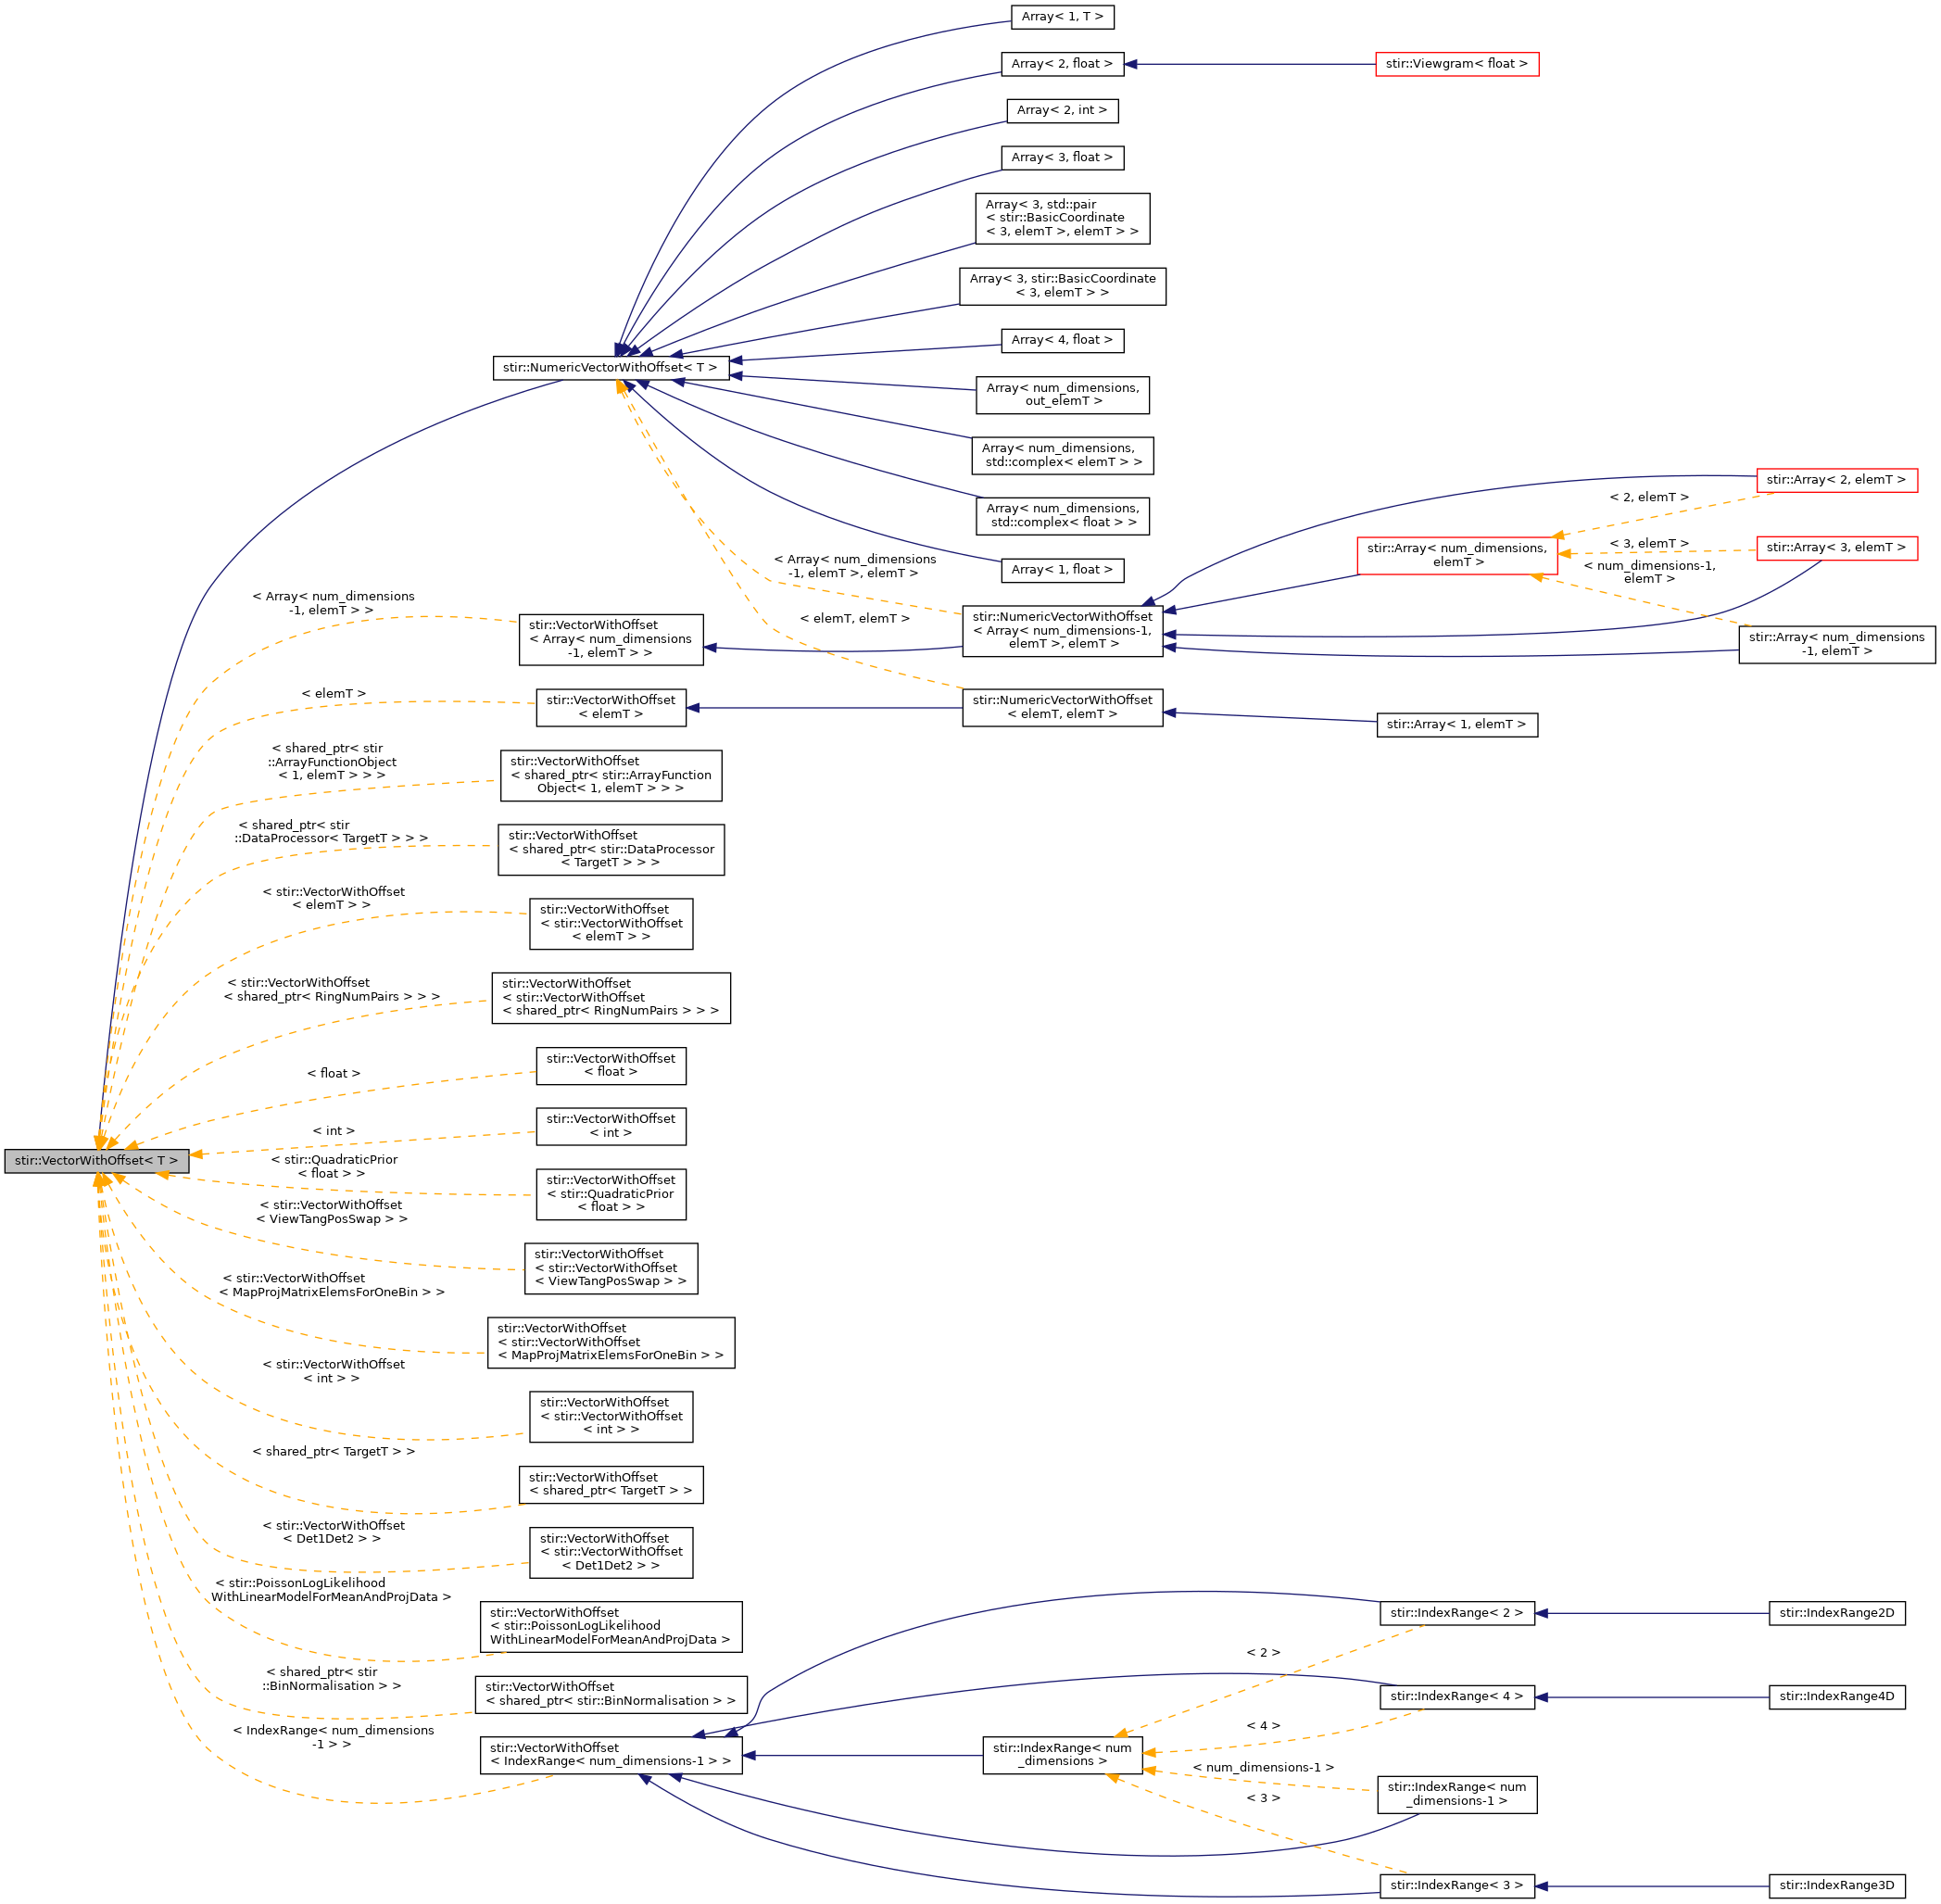 Array< 1, T >
Array< 2, float >
stir::Viewgram< float >
Array< 2, int >
Array< 3, float >
Array< 3, std::pair
< stir::BasicCoordinate
< 3, elemT >, elemT > >
Array< 3, stir::BasicCoordinate
< 3, elemT > >
Array< 4, float >
stir::NumericVectorWithOffset< T >
Array< num_dimensions,
out_elemT >
Array< num_dimensions,
std::complex< elemT > >
Array< num_dimensions,
std::complex< float > >
Array< 1, float >
stir::Array< 2, elemT >
< 2, elemT >
stir::Array< num_dimensions,
elemT >
< 3, elemT >
stir::Array< 3, elemT >
< num_dimensions-1,
elemT >
< Array< num_dimensions
-1, elemT >, elemT >
< elemT, elemT >
stir::NumericVectorWithOffset
< Array< num_dimensions-1,
elemT >, elemT >
stir::Array< num_dimensions
-1, elemT >
< Array< num_dimensions
-1, elemT > >
stir::VectorWithOffset
< Array< num_dimensions
-1, elemT > >
< elemT >
stir::VectorWithOffset
< elemT >
stir::NumericVectorWithOffset
< elemT, elemT >
stir::Array< 1, elemT >
< shared_ptr< stir
::ArrayFunctionObject
< 1, elemT > > >
stir::VectorWithOffset
< shared_ptr< stir::ArrayFunction
Object< 1, elemT > > >
< shared_ptr< stir
::DataProcessor< TargetT > > >
stir::VectorWithOffset
< shared_ptr< stir::DataProcessor
< TargetT > > >
< stir::VectorWithOffset
< elemT > >
stir::VectorWithOffset
< stir::VectorWithOffset
< elemT > >
< stir::VectorWithOffset
< shared_ptr< RingNumPairs > > >
stir::VectorWithOffset
< stir::VectorWithOffset
< shared_ptr< RingNumPairs > > >
< float >
stir::VectorWithOffset
< float >
< int >
stir::VectorWithOffset
< int >
stir::VectorWithOffset< T >
< stir::QuadraticPrior
< float > >
stir::VectorWithOffset
< stir::QuadraticPrior
< float > >
< stir::VectorWithOffset
< ViewTangPosSwap > >
stir::VectorWithOffset
< stir::VectorWithOffset
< ViewTangPosSwap > >
< stir::VectorWithOffset
< MapProjMatrixElemsForOneBin > >
stir::VectorWithOffset
< stir::VectorWithOffset
< MapProjMatrixElemsForOneBin > >
< stir::VectorWithOffset
< int > >
stir::VectorWithOffset
< stir::VectorWithOffset
< int > >
< shared_ptr< TargetT > >
stir::VectorWithOffset
< shared_ptr< TargetT > >
< stir::VectorWithOffset
< Det1Det2 > >
stir::VectorWithOffset
< stir::VectorWithOffset
< Det1Det2 > >
< stir::PoissonLogLikelihood
WithLinearModelForMeanAndProjData >
stir::VectorWithOffset
< stir::PoissonLogLikelihood
WithLinearModelForMeanAndProjData >
< shared_ptr< stir
::BinNormalisation > >
stir::VectorWithOffset
< shared_ptr< stir::BinNormalisation > >
< IndexRange< num_dimensions
-1 > >
stir::VectorWithOffset
< IndexRange< num_dimensions-1 > >
stir::IndexRange< 2 >
stir::IndexRange2D
< 2 >
stir::IndexRange< 4 >
stir::IndexRange4D
< 4 >
stir::IndexRange< num
_dimensions >
< num_dimensions-1 >
stir::IndexRange< num
_dimensions-1 >
< 3 >
stir::IndexRange< 3 >
stir::IndexRange3D